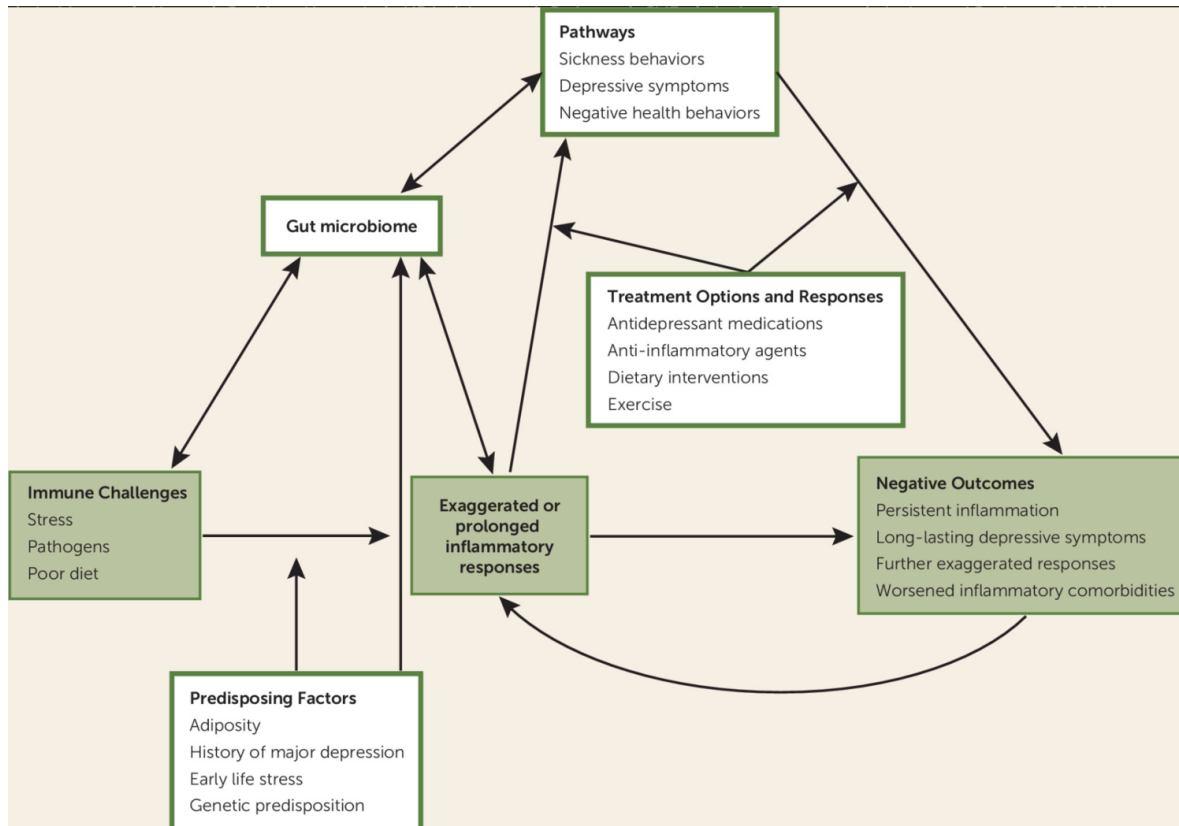 Pathways
Sickness behaviors
Depressive symptoms
Negative health behaviors
Gut microbiome
Treatment Options and Responses
Antidepressant medications
Anti-inflammatory agents
Dietary interventions
Exercise
Immune Challenges
Stress
Pathogens
Poor diet
Exaggerated or
prolonged
inflammatory
responses
Negative Outcomes
Persistent inflammation
Long-lasting depressive symptoms
Further exaggerated responses
Worsened inflammatory comorbidities
Predisposing Factors
Adiposity
History of major depression
Early life stress
Genetic predisposition